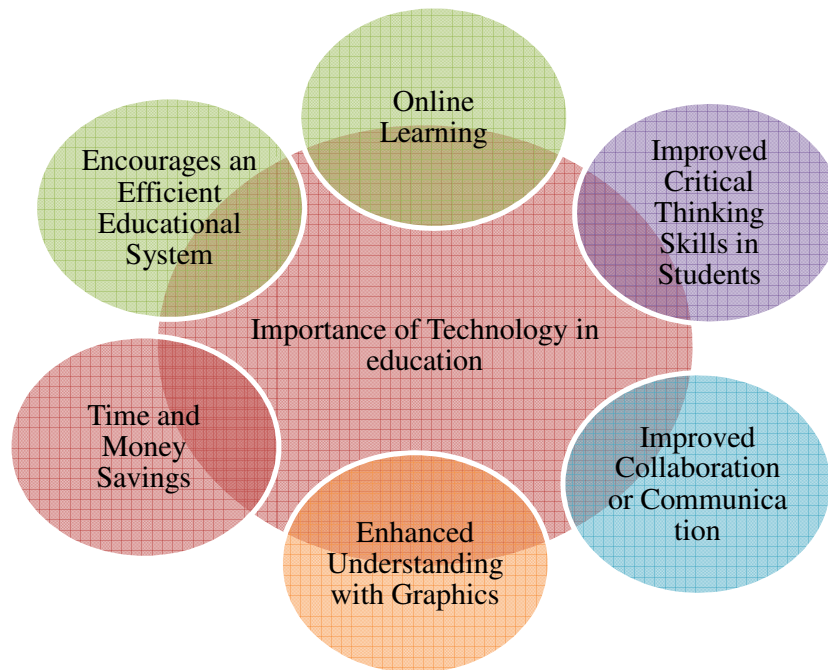 Online
Learning
Improved
Critical
Thinking
Skills in
Students
Improved
Collaboration
or Communica
tion
Enhanced
Understanding
with Graphics
Time and
Money
Savings
Encourages an
Efficient
Educational
System
Importance of Technology in
education